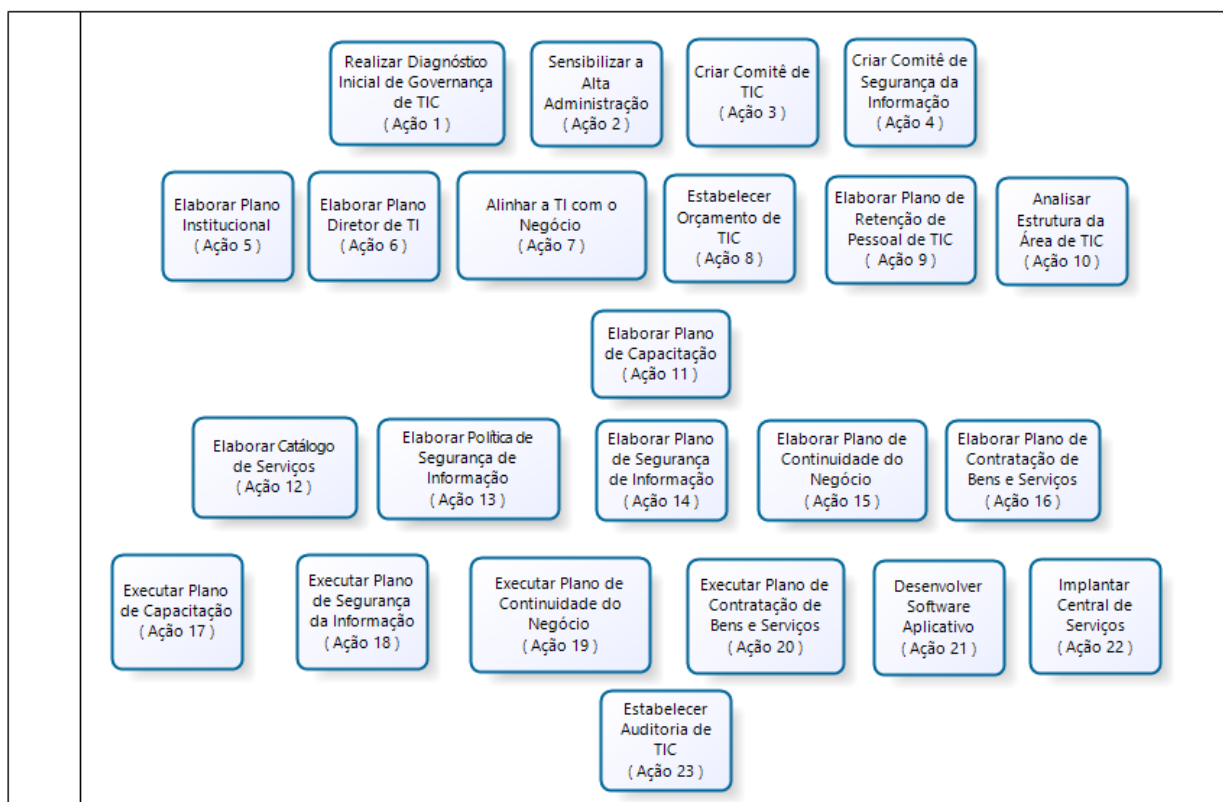 Realizar Diagnóstico
Inicial de Governança
de TIC
( Ação 1 )
Sensibilizar a
Alta
Administração
( Ação 2 )
Criar Comitê de
TIC
( Ação 3 )
Criar Comitê de
Segurança da
Informação
( Ação 4 )
Elaborar Plano
Institucional
( Ação 5 )
Elaborar Plano
Diretor de TI
( Ação 6 )
Alinhar a TI com o
Negócio
( Ação 7 )
Estabelecer
Orçamento de
TIC
( Ação 8 )
Elaborar Plano de
Retenção de
Pessoal de TIC
( Ação 9 )
Analisar
Estrutura da
Área de TIC
( Ação 10 )
Elaborar Plano
de Capacitação
( Ação 11 )
Elaborar Catálogo
de Serviços
( Ação 12 )
Elaborar Política de
Segurança de
Informação
( Ação 13 )
Elaborar Plano
de Segurança
de Informação
( Ação 14 )
Elaborar Plano de
Continuidade do
Negócio
( Ação 15 )
Elaborar Plano de
Contratação de
Bens e Serviços
( Ação 16 )
Executar Plano
de Capacitação
( Ação 17 )
Executar Plano
de Segurança
da Informação
( Ação 18 )
Executar Plano de
Continuidade do
Negócio
( Ação 19 )
Executar Plano de
Contratação de
Bens e Serviços
( Ação 20 )
Desenvolver
Software
Aplicativo
( Ação 21 )
Implantar
Central de
Serviços
( Ação 22 )
Estabelecer
Auditoria de
TIC
( Ação 23 )